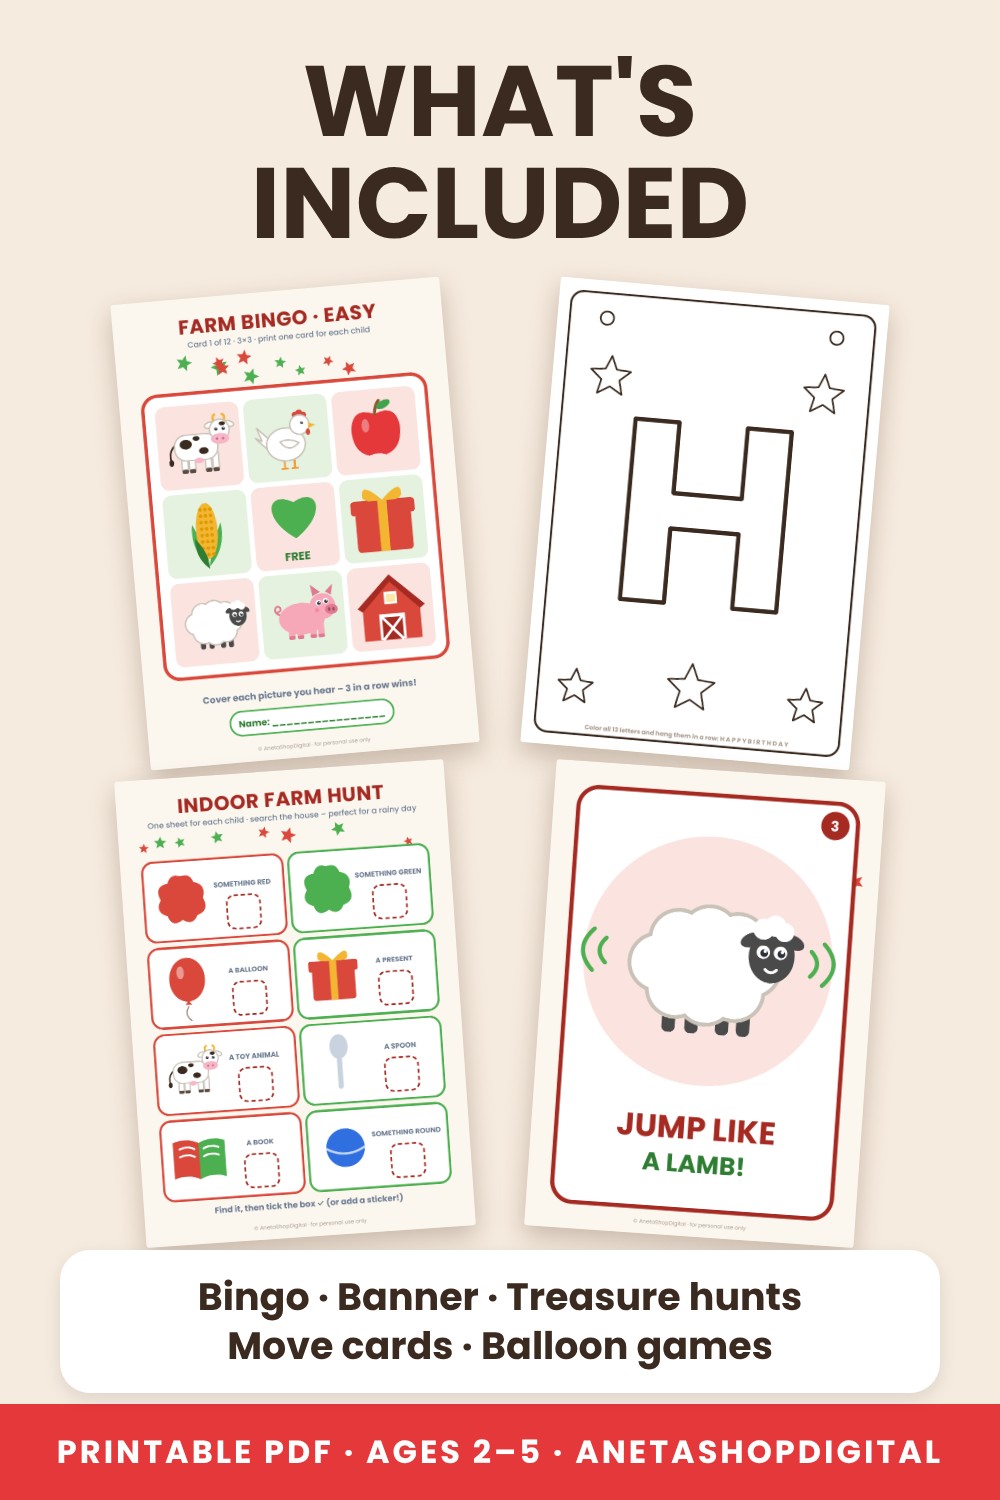 WHAT'S
INCLUDED
FARM BINGO · EASY
Card 1 of 12 · 3×3 · print one card for each child
FREE
Cover each picture you hear – 3 in a row wins!
Name: ________________
© AnetaShopDigital · for personal use only
H
Color all 13 letters and hang them in a row: H A P P Y B I R T H D A Y
INDOOR FARM HUNT
One sheet for each child · search the house – perfect for a rainy day
SOMETHING RED
SOMETHING GREEN
A BALLOON
A PRESENT
A TOY ANIMAL
A SPOON
A BOOK
SOMETHING ROUND
Find it, then tick the box ✓ (or add a sticker!)
© AnetaShopDigital · for personal use only
3
JUMP LIKE
A LAMB!
© AnetaShopDigital · for personal use only
Bingo · Banner · Treasure hunts
Move cards · Balloon games
PRINTABLE PDF · AGES 2–5 · ANETASHOPDIGITAL